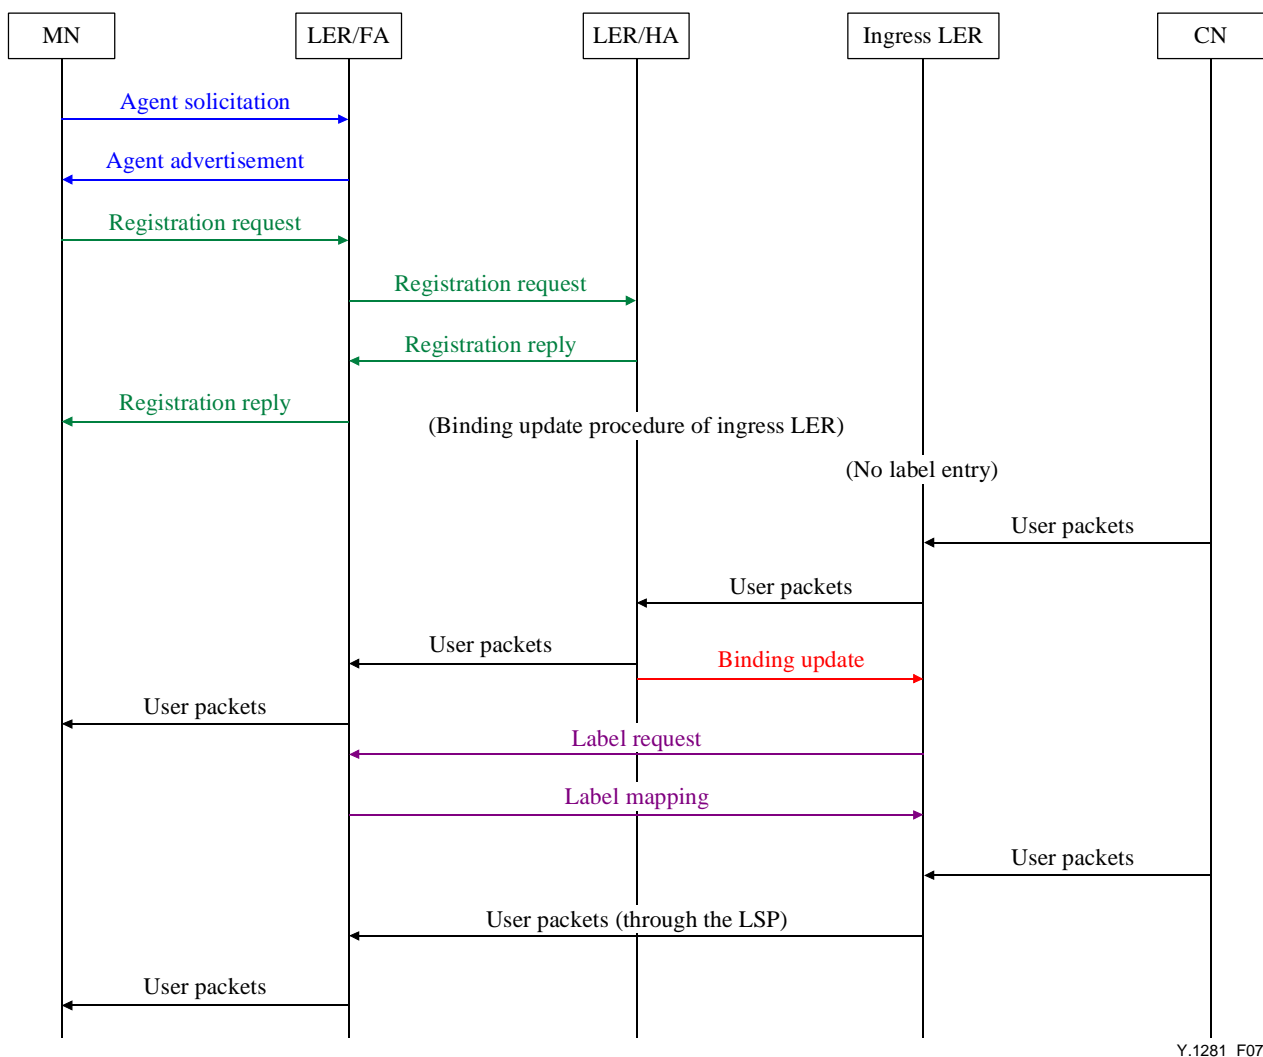 MN
LER/FA
LER/HA
Ingress LER
CN
Agent solicitation
Agent advertisement
Registration request
Registration request
Registration reply
Registration reply
(Binding update procedure of ingress LER)
(No label entry)
User packets
User packets
User packets
Binding update
User packets
Label request
Label mapping
User packets
User packets (through the LSP)
User packets
Y.1281_F07